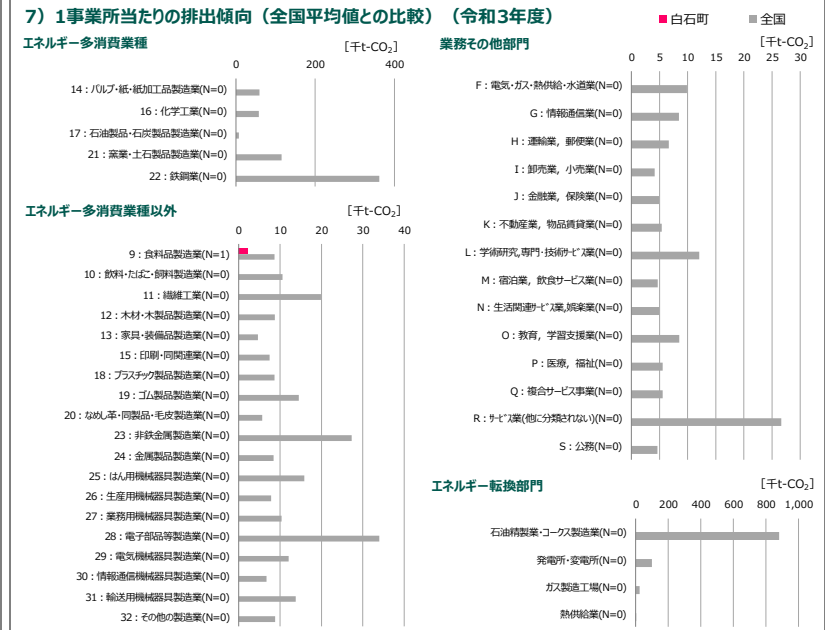 7）1事業所当たりの排出傾向（全国平均値との比較）（令和3年度）
■白石町 ■全国
エネルギー多消費業種
［千t-CO₂］
0 200 400
14：パルプ・紙・紙加工品製造業(N=0)
16：化学工業(N=0)
17：石油製品・石炭製品製造業(N=0)
21：窯業・土石製品製造業(N=0)
22：鉄鋼業(N=0)
エネルギー多消費業種以外
［千t-CO₂］
0 10 20 30 40
9：食料品製造業(N=1)
10：飲料・たばこ・飼料製造業(N=0)
11：繊維工業(N=0)
12：木材・木製品製造業(N=0)
13：家具・装備品製造業(N=0)
15：印刷・同関連業(N=0)
18：プラスチック製品製造業(N=0)
19：ゴム製品製造業(N=0)
20：なめし革・同製品・毛皮製造業(N=0)
23：非鉄金属製造業(N=0)
24：金属製品製造業(N=0)
25：はん用機械器具製造業(N=0)
26：生産用機械器具製造業(N=0)
27：業務用機械器具製造業(N=0)
28：電子部品等製造業(N=0)
29：電気機械器具製造業(N=0)
30：情報通信機械器具製造業(N=0)
31：輸送用機械器具製造業(N=0)
32：その他の製造業(N=0)
業務その他部門
［千t-CO₂］
0 5 10 15 20 25 30
F：電気・ガス・熱供給・水道業(N=0)
G：情報通信業(N=0)
H：運輸業，郵便業(N=0)
I：卸売業，小売業(N=0)
J：金融業，保険業(N=0)
K：不動産業，物品賃貸業(N=0)
L：学術研究,専門・技術ｻｰﾋﾞｽ業(N=0)
M：宿泊業，飲食サービス業(N=0)
N：生活関連ｻｰﾋﾞｽ業,娯楽業(N=0)
O：教育，学習支援業(N=0)
P：医療，福祉(N=0)
Q：複合サービス事業(N=0)
R：ｻｰﾋﾞｽ業(他に分類されない)(N=0)
S：公務(N=0)
エネルギー転換部門
［千t-CO₂］
0 200 400 600 800 1,000
石油精製業・コークス製造業(N=0)
発電所・変電所(N=0)
ガス製造工場(N=0)
熱供給業(N=0)